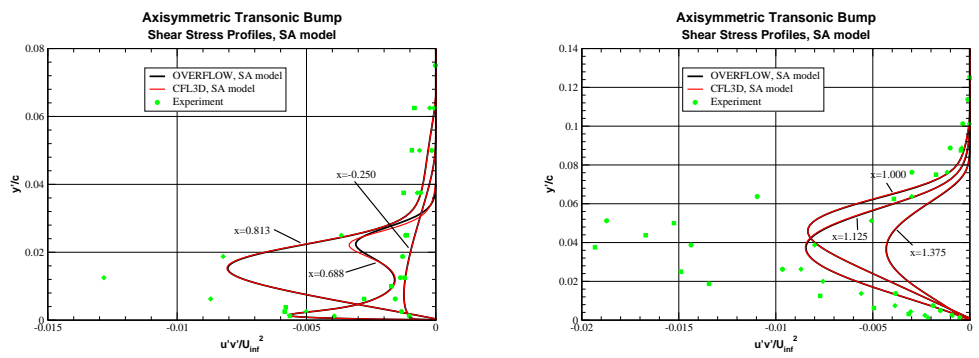 Axisymmetric Transonic Bump
Shear Stress Profiles, SA model
0.08
0.06
0.04
0.02
0
y'/c
OVERFLOW, SA model
CFL3D, SA model
Experiment
x=-0.250
x=0.813
x=0.688
-0.015
-0.01
-0.005
0
u'v'/U_inf^2
Axisymmetric Transonic Bump
Shear Stress Profiles, SA model
0.14
0.12
0.1
0.08
0.06
0.04
0.02
0
y'/c
OVERFLOW, SA model
CFL3D, SA model
Experiment
x=1.000
x=1.125
x=1.375
-0.02
-0.015
-0.01
-0.005
0
u'v'/U_inf^2